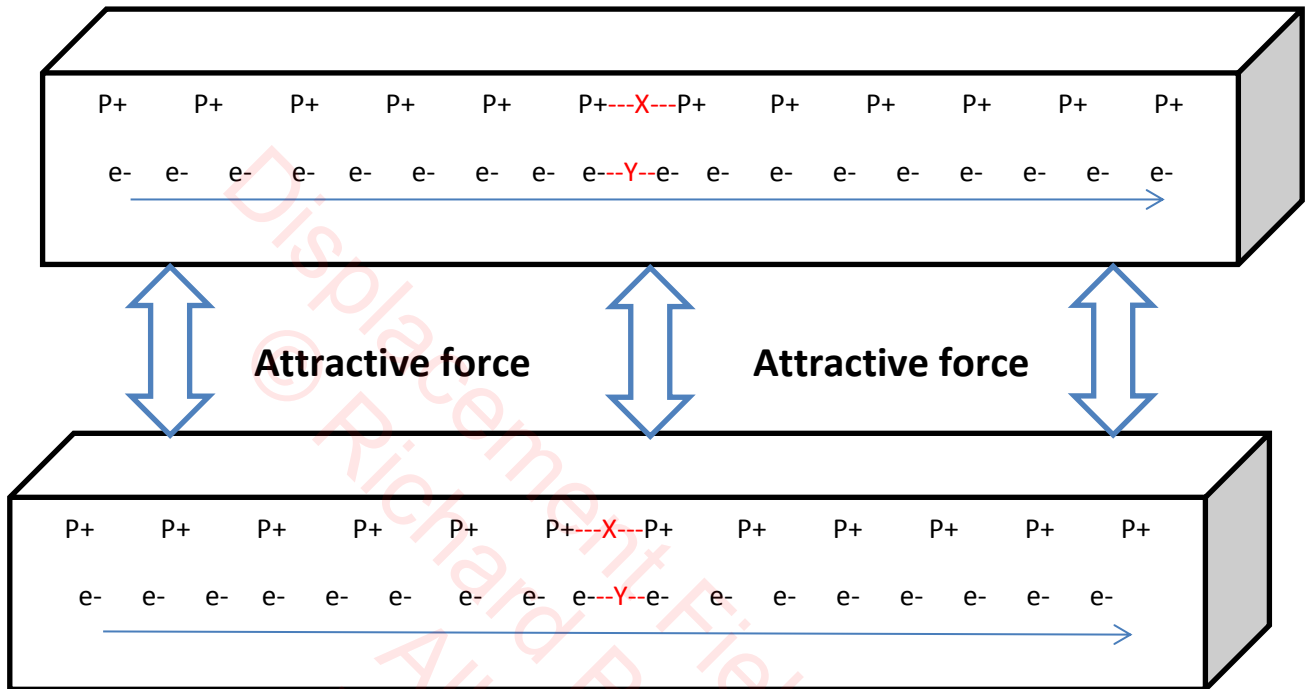 P+ P+ P+ P+ P+ P+---X---P+ P+ P+ P+ P+ P+
e- e- e- e- e- e- e- e- e---Y--e- e- e- e- e- e- e- e- e-
Attractive force Attractive force
P+ P+ P+ P+ P+ P+---X---P+ P+ P+ P+ P+ P+
e- e- e- e- e- e- e- e- e---Y--e- e- e- e- e- e- e- e-
Displacement
© Richard